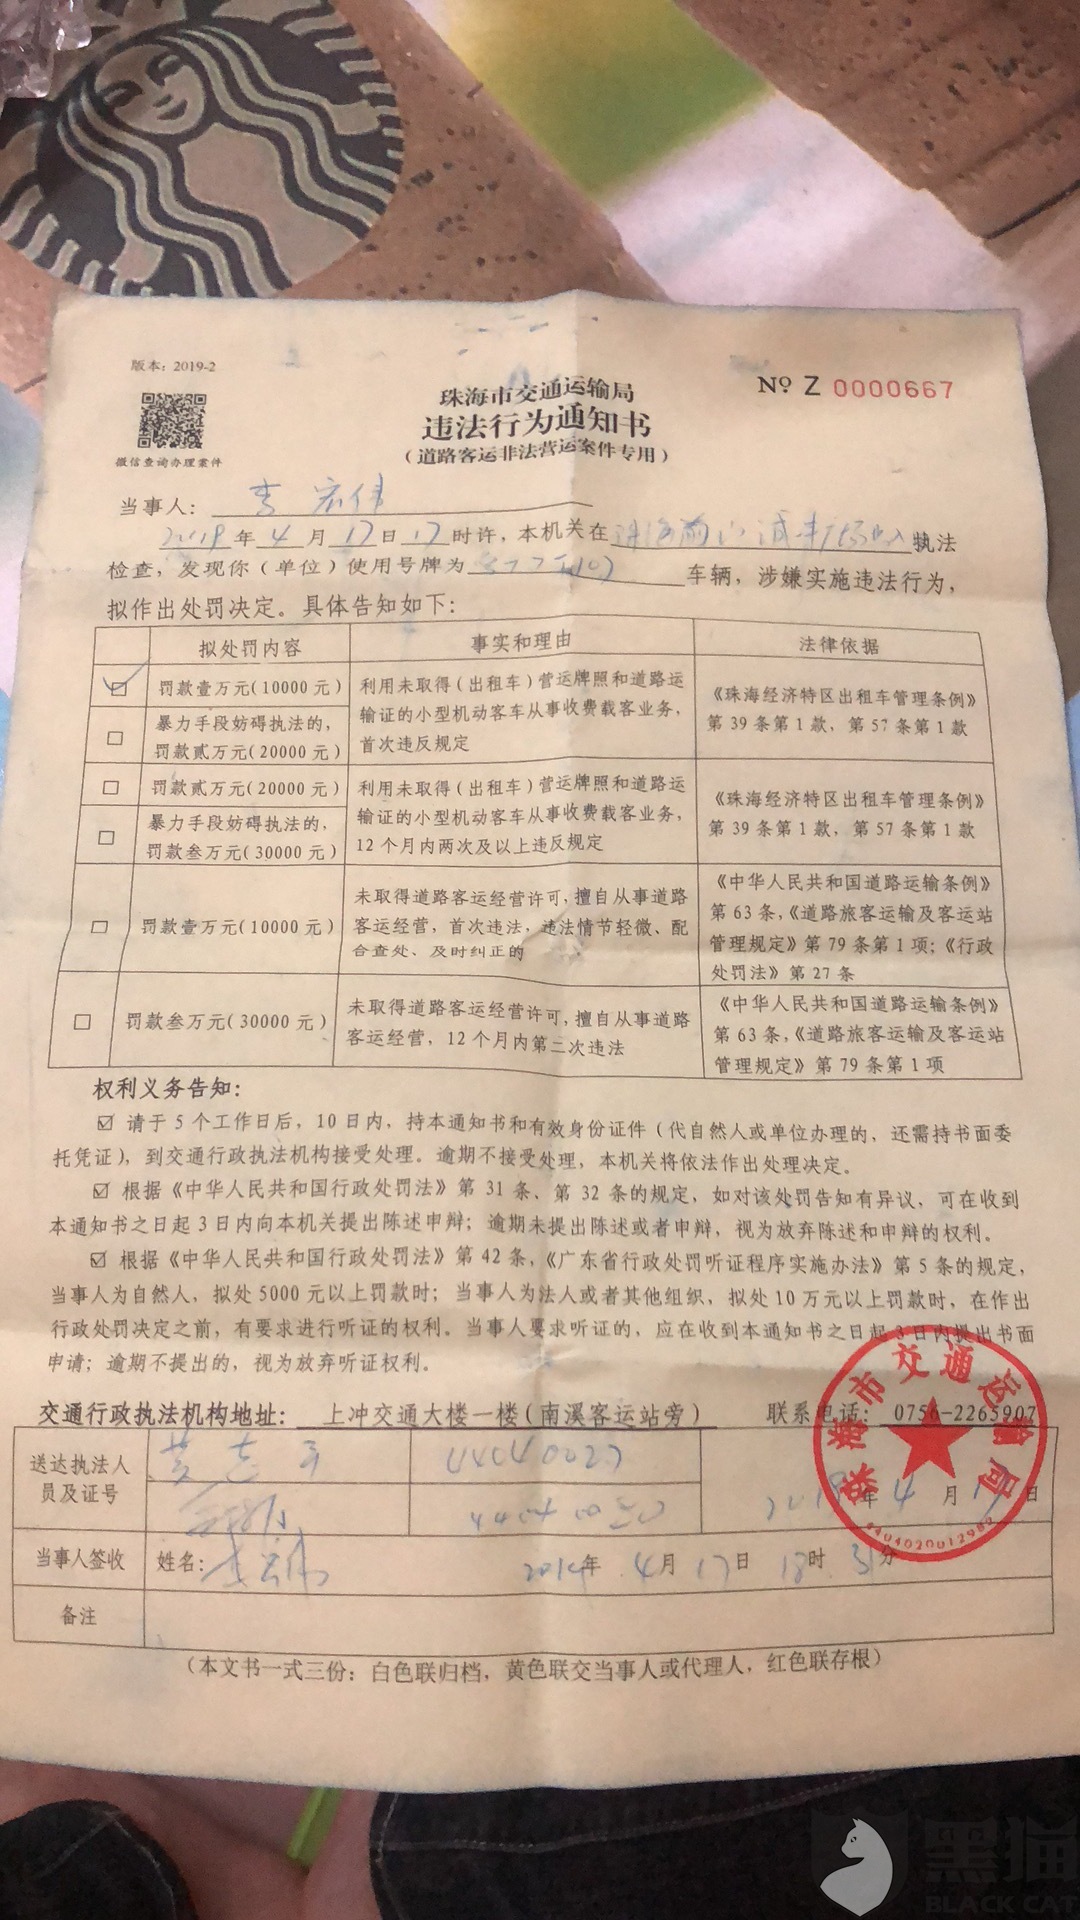 版本：2019-2
珠海市交通运输局
№ Z 0000667
违法行为通知书
（道路客运非法营运案件专用）
微信查询办理案件
当事人：李宏伟
2019年4月17日17时许，本机关在 执法
检查，发现你（单位）使用号牌为 车辆，涉嫌实施违法行为，
拟作出处罚决定。具体告知如下：
拟处罚内容 事实和理由 法律依据
☑ 罚款壹万元(10000元)
□ 暴力手段妨碍执法的，
罚款贰万元(20000元)
利用未取得（出租车）营运牌照和道路运
输证的小型机动客车从事收费载客业务，
首次违反规定
《珠海经济特区出租车管理条例》
第39条第1款，第57条第1款
□ 罚款贰万元(20000元)
□ 暴力手段妨碍执法的，
罚款叁万元(30000元)
利用未取得（出租车）营运牌照和道路运
输证的小型机动客车从事收费载客业务，
12个月内两次及以上违反规定
《珠海经济特区出租车管理条例》
第39条第1款，第57条第1款
□ 罚款壹万元(10000元)
未取得道路客运经营许可，擅自从事道路
客运经营，首次违法，违法情节轻微、配
合查处、及时纠正的
《中华人民共和国道路运输条例》
第63条，《道路旅客运输及客运站
管理规定》第79条第1项；《行政
处罚法》第27条
□ 罚款叁万元(30000元)
未取得道路客运经营许可，擅自从事道路
客运经营，12个月内第二次违法
《中华人民共和国道路运输条例》
第63条，《道路旅客运输及客运站
管理规定》第79条第1项
权利义务告知：
☑ 请于5个工作日后，10日内，持本通知书和有效身份证件（代自然人或单位办理的，还需持书面委
托凭证），到交通行政执法机构接受处理。逾期不接受处理，本机关将依法作出处理决定。
☑ 根据《中华人民共和国行政处罚法》第31条、第32条的规定，如对该处罚告知有异议，可在收到
本通知书之日起3日内向本机关提出陈述申辩；逾期未提出陈述或者申辩，视为放弃陈述和申辩的权利。
☑ 根据《中华人民共和国行政处罚法》第42条，《广东省行政处罚听证程序实施办法》第5条的规定，
当事人为自然人，拟处5000元以上罚款时；当事人为法人或者其他组织，拟处10万元以上罚款时，在作出
行政处罚决定之前，有要求进行听证的权利。当事人要求听证的，应在收到本通知书之日起3日内提出书面
申请；逾期不提出的，视为放弃听证权利。
交通行政执法机构地址：上冲交通大楼一楼（南溪客运站旁） 联系电话：0756-2265907
送达执法人
员及证号
44040027
2019年4月17日
珠海市交通运输局
4404020012982
当事人签收 姓名：李宏伟 2019年4月17日18时31分
备注
（本文书一式三份：白色联归档，黄色联交当事人或代理人，红色联存根）
黑猫
BLACK CAT